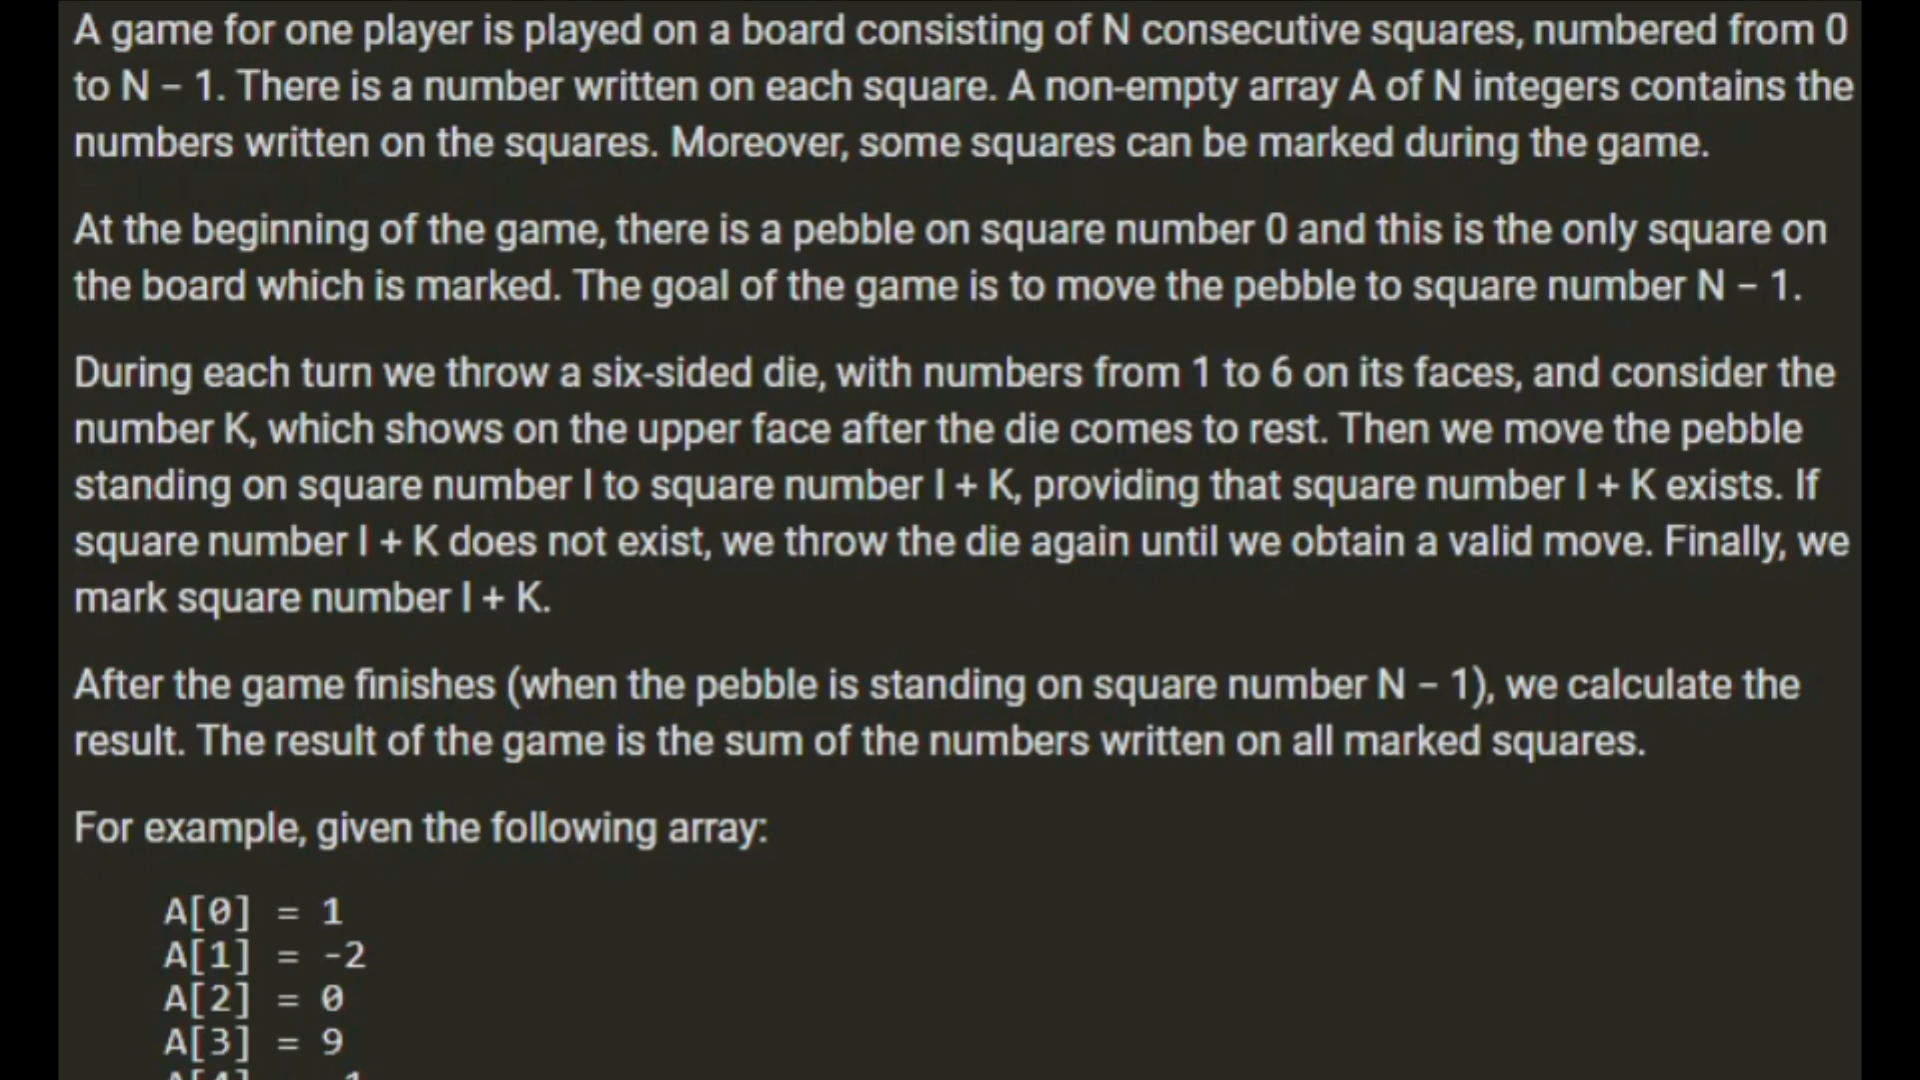 A game for one player is played on a board consisting of N consecutive squares, numbered from 0
to N − 1. There is a number written on each square. A non-empty array A of N integers contains the
numbers written on the squares. Moreover, some squares can be marked during the game.
At the beginning of the game, there is a pebble on square number 0 and this is the only square on
the board which is marked. The goal of the game is to move the pebble to square number N − 1.
During each turn we throw a six-sided die, with numbers from 1 to 6 on its faces, and consider the
number K, which shows on the upper face after the die comes to rest. Then we move the pebble
standing on square number I to square number I + K, providing that square number I + K exists. If
square number I + K does not exist, we throw the die again until we obtain a valid move. Finally, we
mark square number I + K.
After the game finishes (when the pebble is standing on square number N − 1), we calculate the
result. The result of the game is the sum of the numbers written on all marked squares.
For example, given the following array:
A[0] = 1
A[1] = -2
A[2] = 0
A[3] = 9